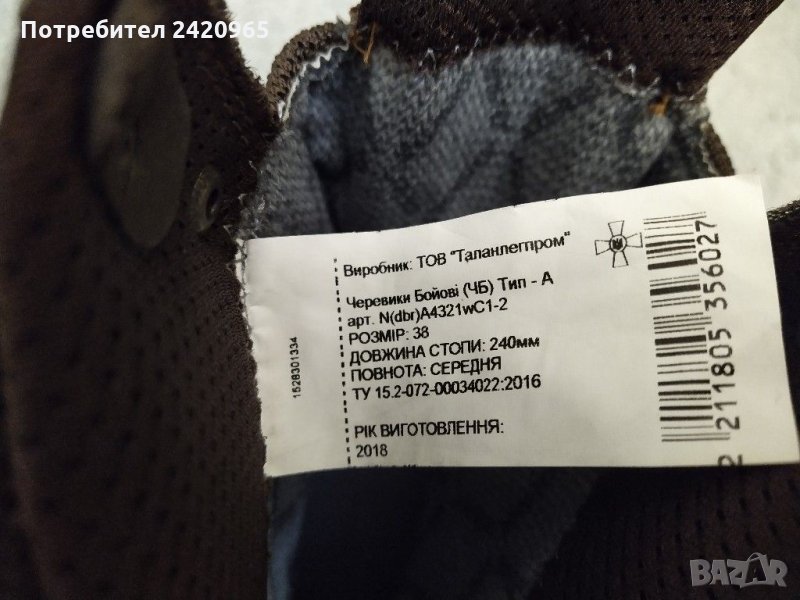 Потребител 2420965
Виробник: ТОВ "Таланлегпром"
Черевики Бойові (ЧБ) Тип - А
арт. N(dbr)A4321wC1-2
РОЗМІР: 38
ДОВЖИНА СТОПИ: 240мм
ПОВНОТА: СЕРЕДНЯ
ТУ 15.2-072-00034022:2016
РІК ВИГОТОВЛЕННЯ:
2018
1528301334
2 211805 356027
BAZAR